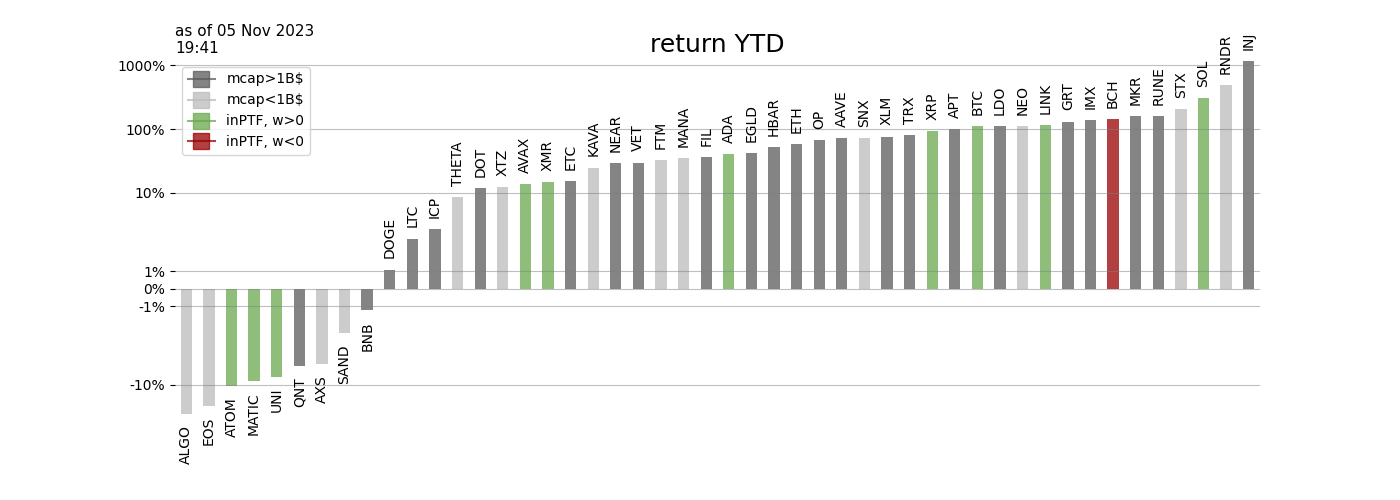 as of 05 Nov 2023
19:41
return YTD
mcap>1B$
mcap<1B$
inPTF, w>0
inPTF, w<0
1000%
100%
10%
1%
0%
-1%
-10%
ALGO
EOS
ATOM
MATIC
UNI
QNT
AXS
SAND
BNB
DOGE
LTC
ICP
THETA
DOT
XTZ
AVAX
XMR
ETC
KAVA
NEAR
VET
FTM
MANA
FIL
ADA
EGLD
HBAR
ETH
OP
AAVE
SNX
XLM
TRX
XRP
APT
BTC
LDO
NEO
LINK
GRT
IMX
BCH
MKR
RUNE
STX
SOL
RNDR
INJ